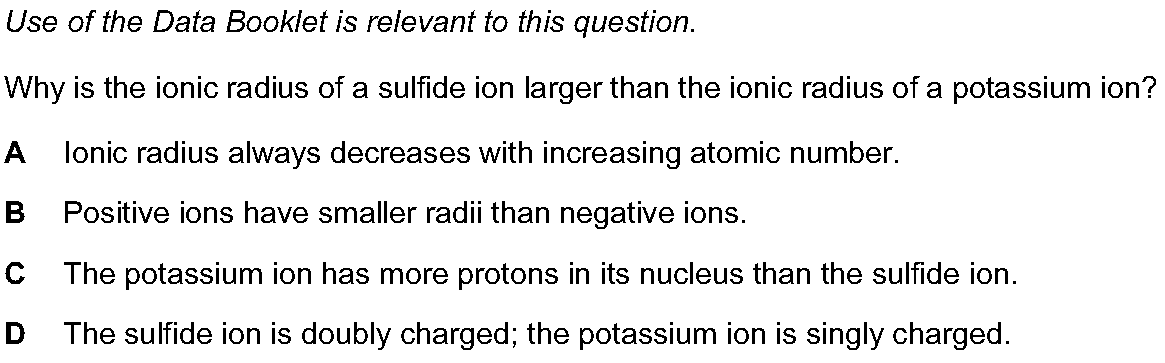 Use of the Data Booklet is relevant to this question.
Why is the ionic radius of a sulfide ion larger than the ionic radius of a potassium ion?
A Ionic radius always decreases with increasing atomic number.
B Positive ions have smaller radii than negative ions.
C The potassium ion has more protons in its nucleus than the sulfide ion.
D The sulfide ion is doubly charged; the potassium ion is singly charged.